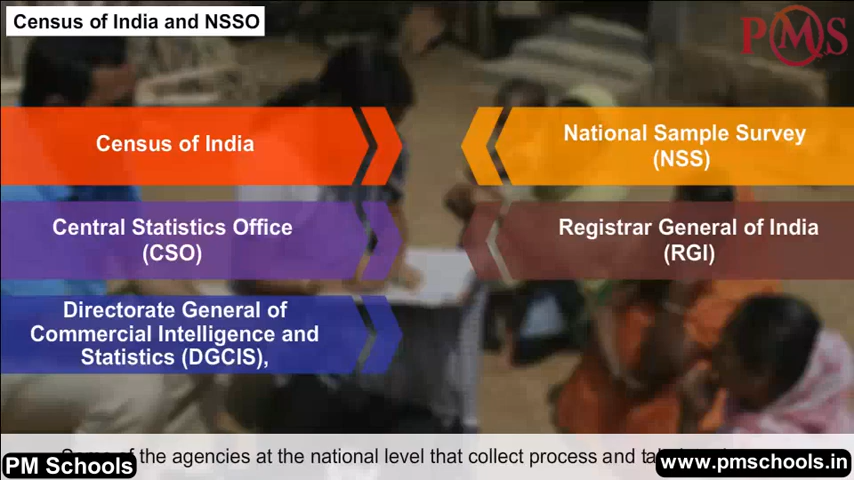 Census of India and NSSO
PMS
Census of India
National Sample Survey
(NSS)
Central Statistics Office
(CSO)
Registrar General of India
(RGI)
Directorate General of
Commercial Intelligence and
Statistics (DGCIS),
the agencies at the national level that collect process and
PM Schools
www.pmschools.in